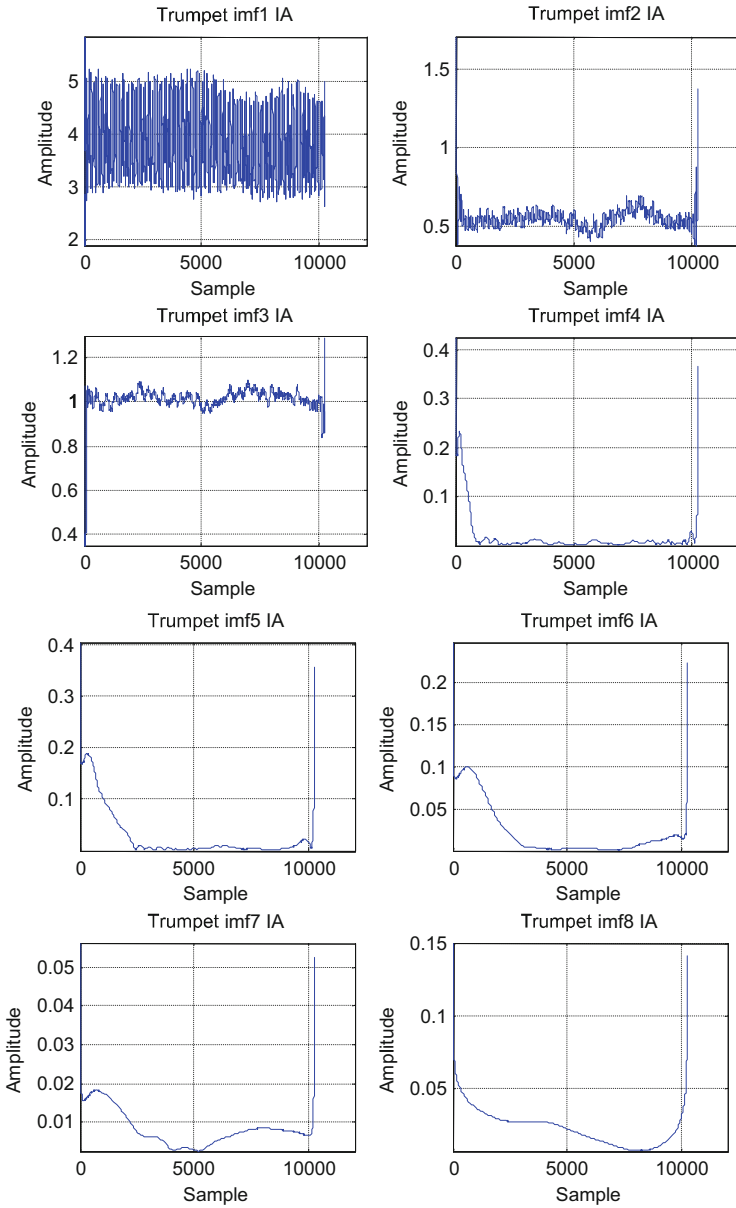 Trumpet imf1 IA
Amplitude
5
4
3
2
0
5000
10000
Sample
Trumpet imf2 IA
Amplitude
1.5
1
0.5
0
5000
10000
Sample
Trumpet imf3 IA
Amplitude
1.2
1
0.8
0.6
0.4
0
5000
10000
Sample
Trumpet imf4 IA
Amplitude
0.4
0.3
0.2
0.1
0
5000
10000
Sample
Trumpet imf5 IA
Amplitude
0.4
0.3
0.2
0.1
0
5000
10000
Sample
Trumpet imf6 IA
Amplitude
0.2
0.15
0.1
0.05
0
5000
10000
Sample
Trumpet imf7 IA
Amplitude
0.05
0.04
0.03
0.02
0.01
0
5000
10000
Sample
Trumpet imf8 IA
Amplitude
0.15
0.1
0.05
0
5000
10000
Sample